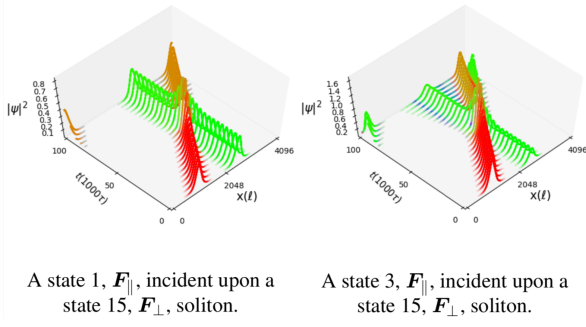 0.8
0.7
0.6
0.5
0.4
0.3
0.2
0.1
|ψ|²
100
50
0
t(1000τ)
0
2048
4096
x(ℓ)
1.6
1.4
1.2
1.0
0.8
0.6
0.4
0.2
|ψ|²
100
50
0
t(1000τ)
0
2048
4096
x(ℓ)
A state 1, F∥, incident upon a
state 15, F⊥, soliton.
A state 3, F∥, incident upon a
state 15, F⊥, soliton.